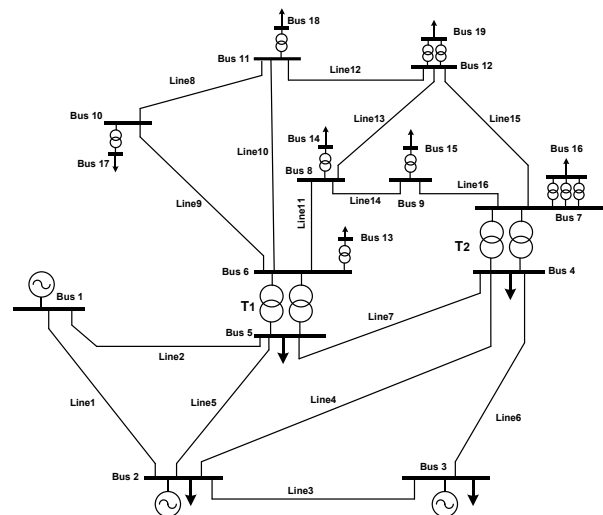 Bus 18
Bus 19
Bus 11
Line12
Bus 12
Line8
Bus 10
Line13
Line15
Bus 14
Bus 15
Bus 16
Line10
Bus 17
Bus 8
Line16
Line14
Bus 9
Line9
Line11
Bus 7
Bus 13
T2
Bus 6
Bus 4
Bus 1
T1
Line7
Bus 5
Line2
Line1
Line5
Line4
Line6
Bus 2
Bus 3
Line3